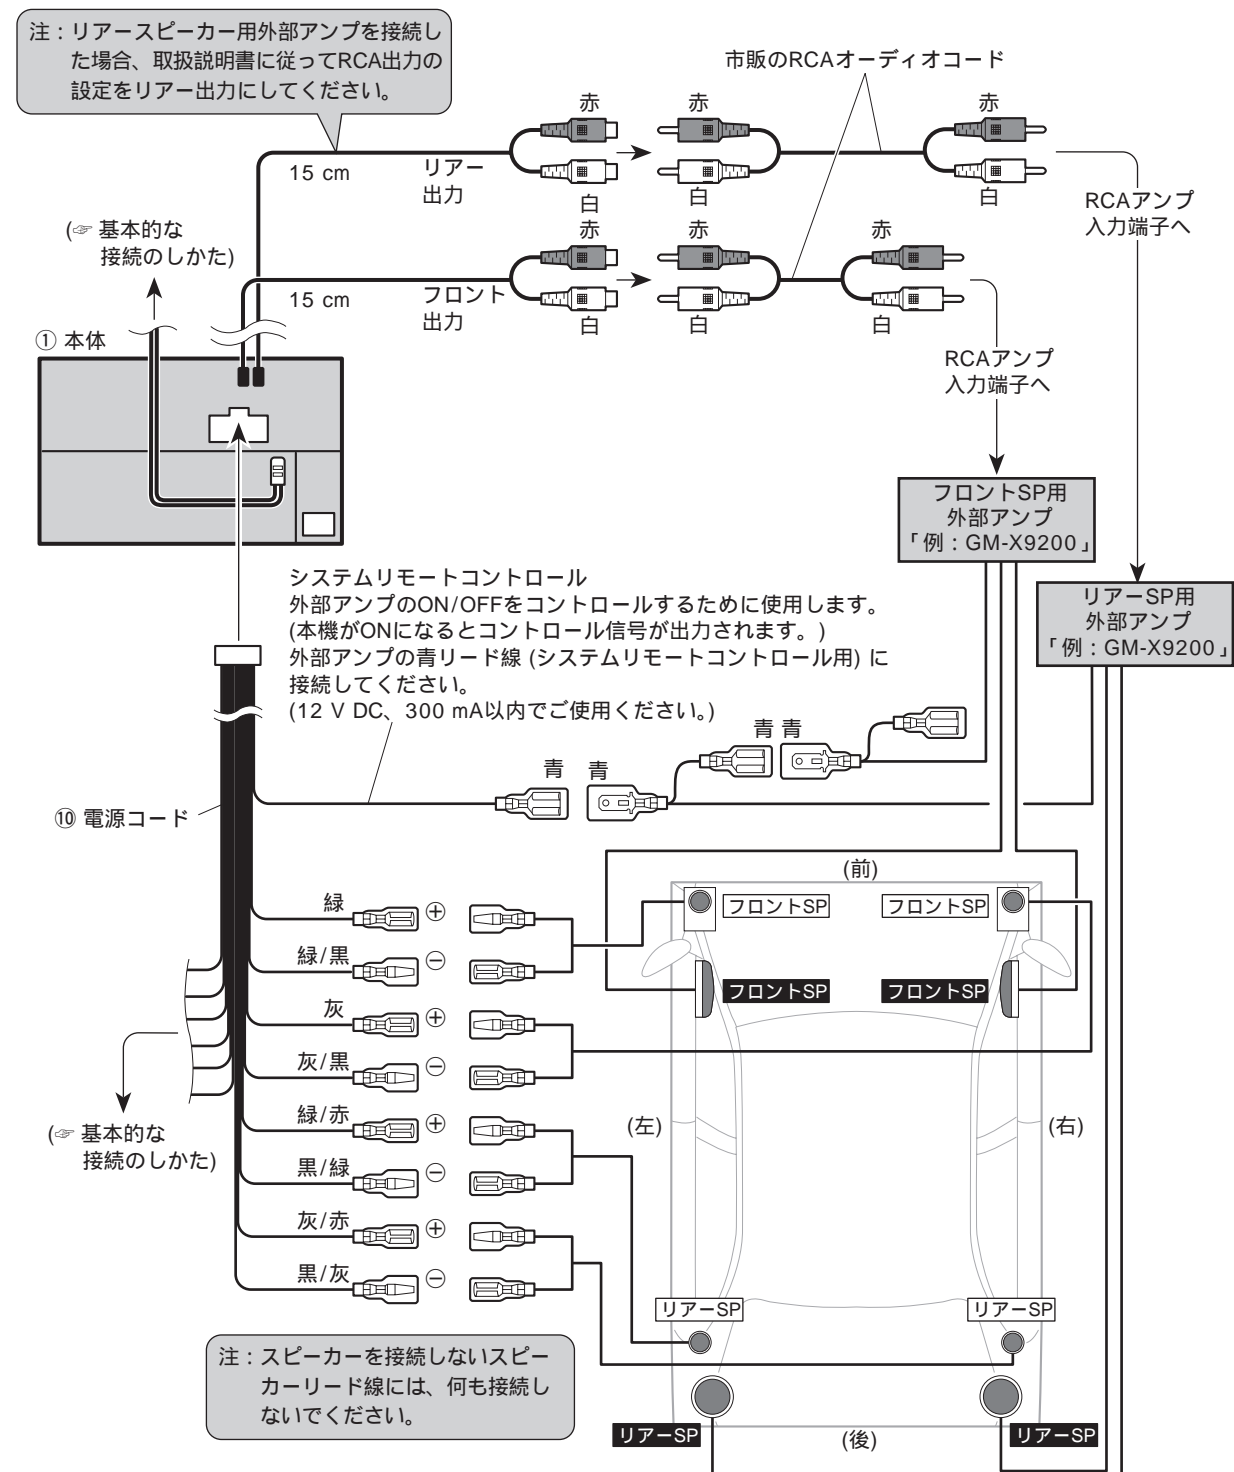 注：リアースピーカー用外部アンプを接続し
た場合、取扱説明書に従ってRCA出力の
設定をリアー出力にしてください。
市販のRCAオーディオコード
赤
赤
赤
15 cm
リアー
出力
白
白
白
RCAアンプ
入力端子へ
(☞ 基本的な
接続のしかた)
赤
赤
赤
15 cm
フロント
出力
白
白
白
① 本体
RCAアンプ
入力端子へ
フロントSP用
外部アンプ
「例：GM-X9200」
リアーSP用
外部アンプ
「例：GM-X9200」
システムリモートコントロール
外部アンプのON/OFFをコントロールするために使用します。
(本機がONになるとコントロール信号が出力されます。)
外部アンプの青リード線 (システムリモートコントロール用) に
接続してください。
(12 V DC、300 mA以内でご使用ください。)
青 青
青 青
⑩ 電源コード
(前)
緑 ⊕
フロントSP
フロントSP
緑/黒 ⊖
フロントSP
フロントSP
灰 ⊕
灰/黒 ⊖
緑/赤 ⊕
(左)
(右)
(☞ 基本的な
接続のしかた)
黒/緑 ⊖
灰/赤 ⊕
黒/灰 ⊖
リアーSP
リアーSP
注：スピーカーを接続しないスピー
カーリード線には、何も接続し
ないでください。
リアーSP
(後)
リアーSP